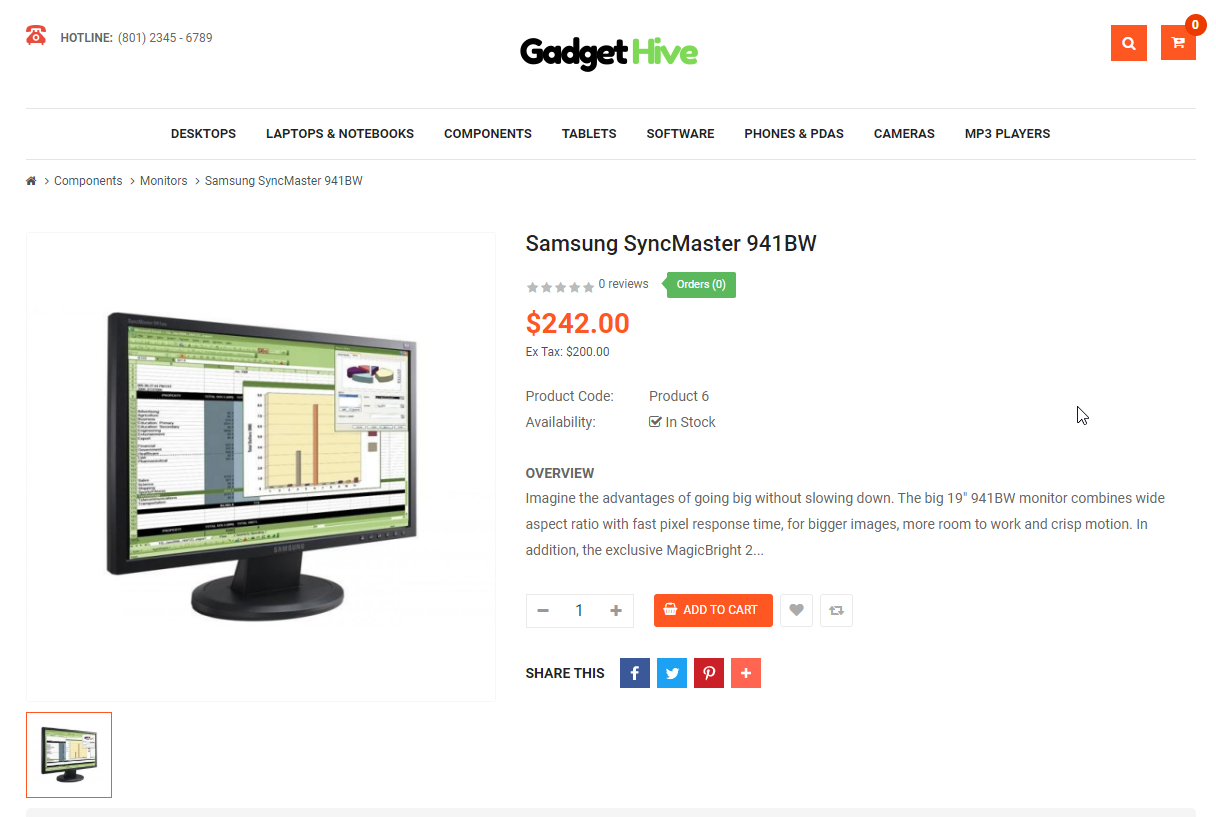 HOTLINE: (801) 2345 - 6789
Gadget Hive
0
DESKTOPS LAPTOPS & NOTEBOOKS COMPONENTS TABLETS SOFTWARE PHONES & PDAS CAMERAS MP3 PLAYERS
Components Monitors Samsung SyncMaster 941BW
Samsung SyncMaster 941BW
0 reviews Orders (0)
$242.00
Ex Tax: $200.00
Product Code: Product 6
Availability: In Stock
OVERVIEW
Imagine the advantages of going big without slowing down. The big 19" 941BW monitor combines wide
aspect ratio with fast pixel response time, for bigger images, more room to work and crisp motion. In
addition, the exclusive MagicBright 2...
1 ADD TO CART
SHARE THIS
SAMSUNG